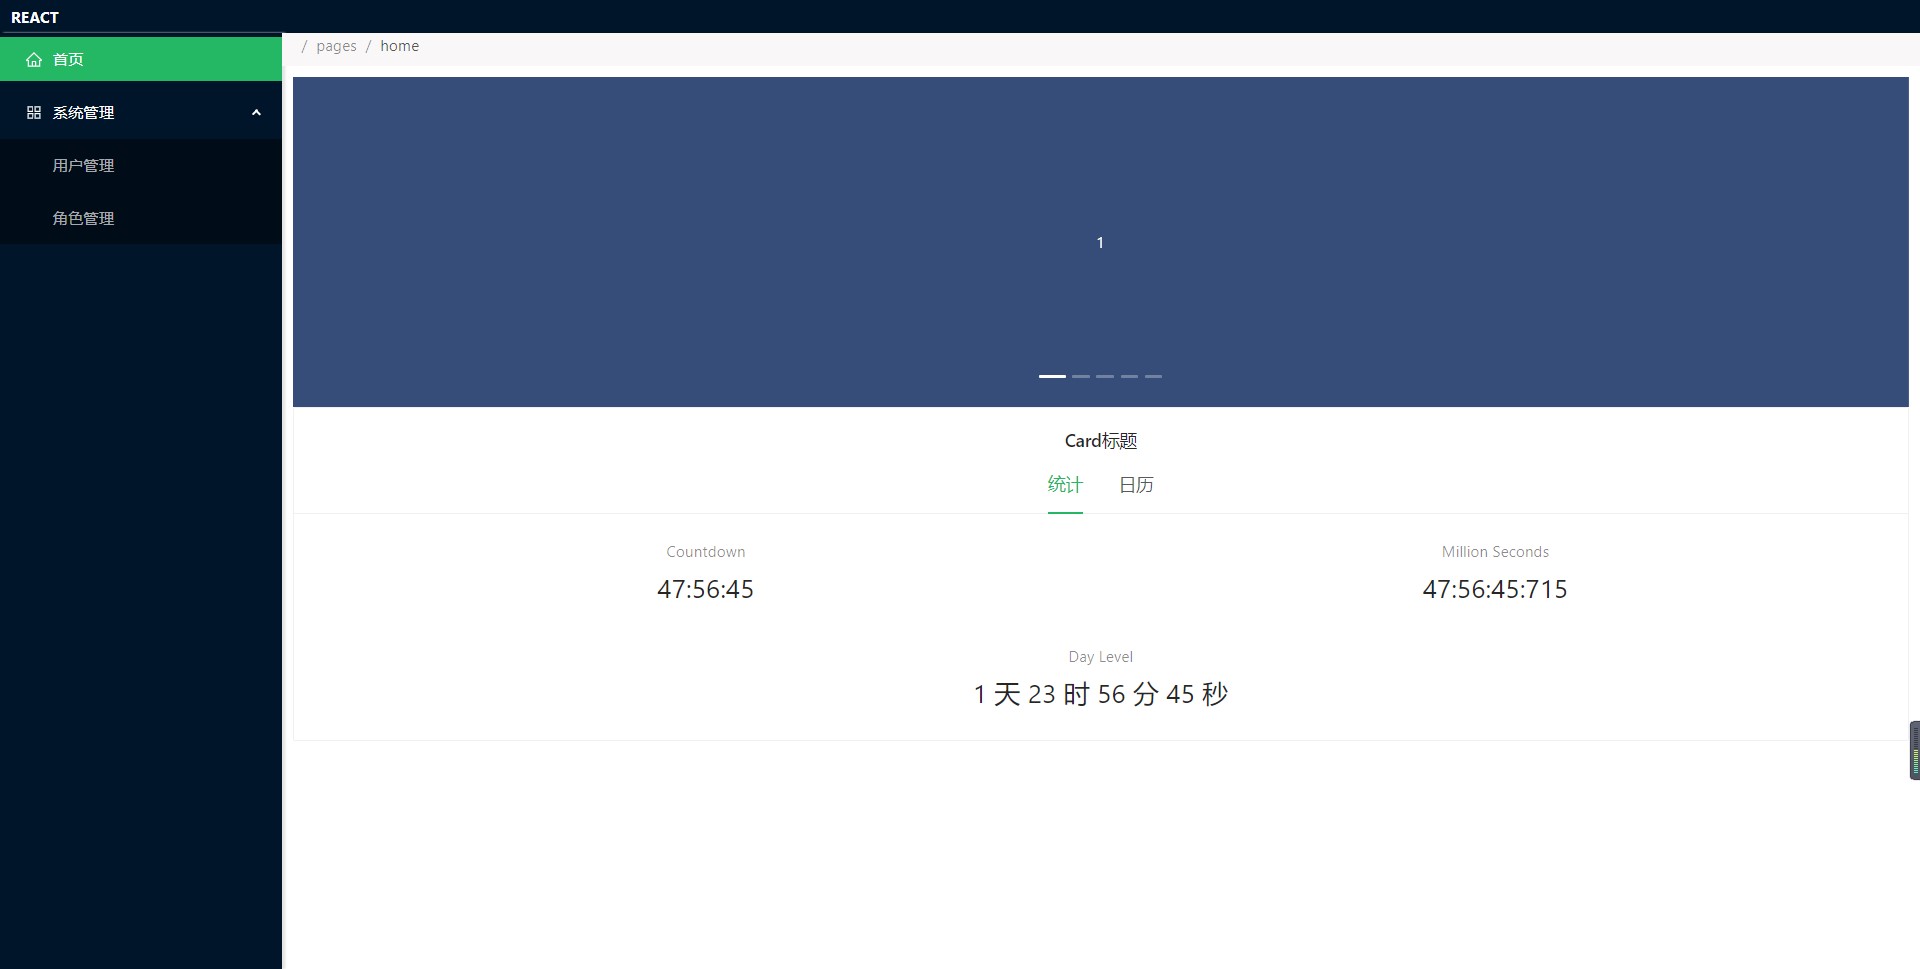 REACT
首页
系统管理
用户管理
角色管理
/ pages / home
1
Card标题
统计 日历
Countdown
47:56:45
Million Seconds
47:56:45:715
Day Level
1 天 23 时 56 分 45 秒